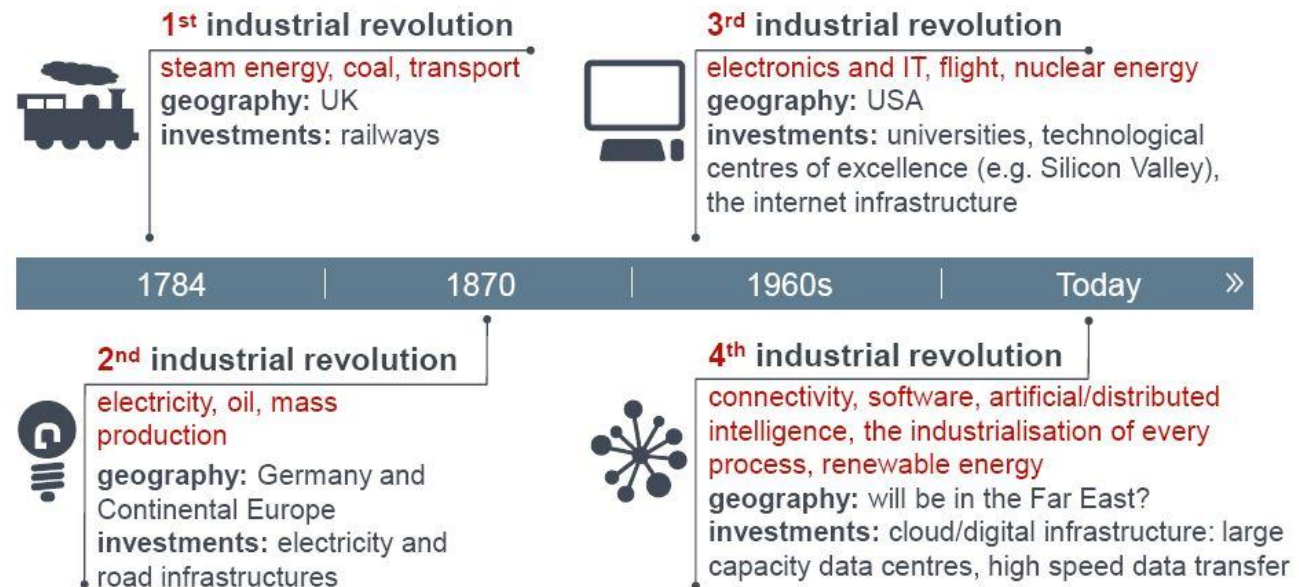 1st industrial revolution
steam energy, coal, transport
geography: UK
investments: railways
3rd industrial revolution
electronics and IT, flight, nuclear energy
geography: USA
investments: universities, technological
centres of excellence (e.g. Silicon Valley),
the internet infrastructure
1784
1870
1960s
Today »
2nd industrial revolution
electricity, oil, mass
production
geography: Germany and
Continental Europe
investments: electricity and
road infrastructures
4th industrial revolution
connectivity, software, artificial/distributed
intelligence, the industrialisation of every
process, renewable energy
geography: will be in the Far East?
investments: cloud/digital infrastructure: large
capacity data centres, high speed data transfer